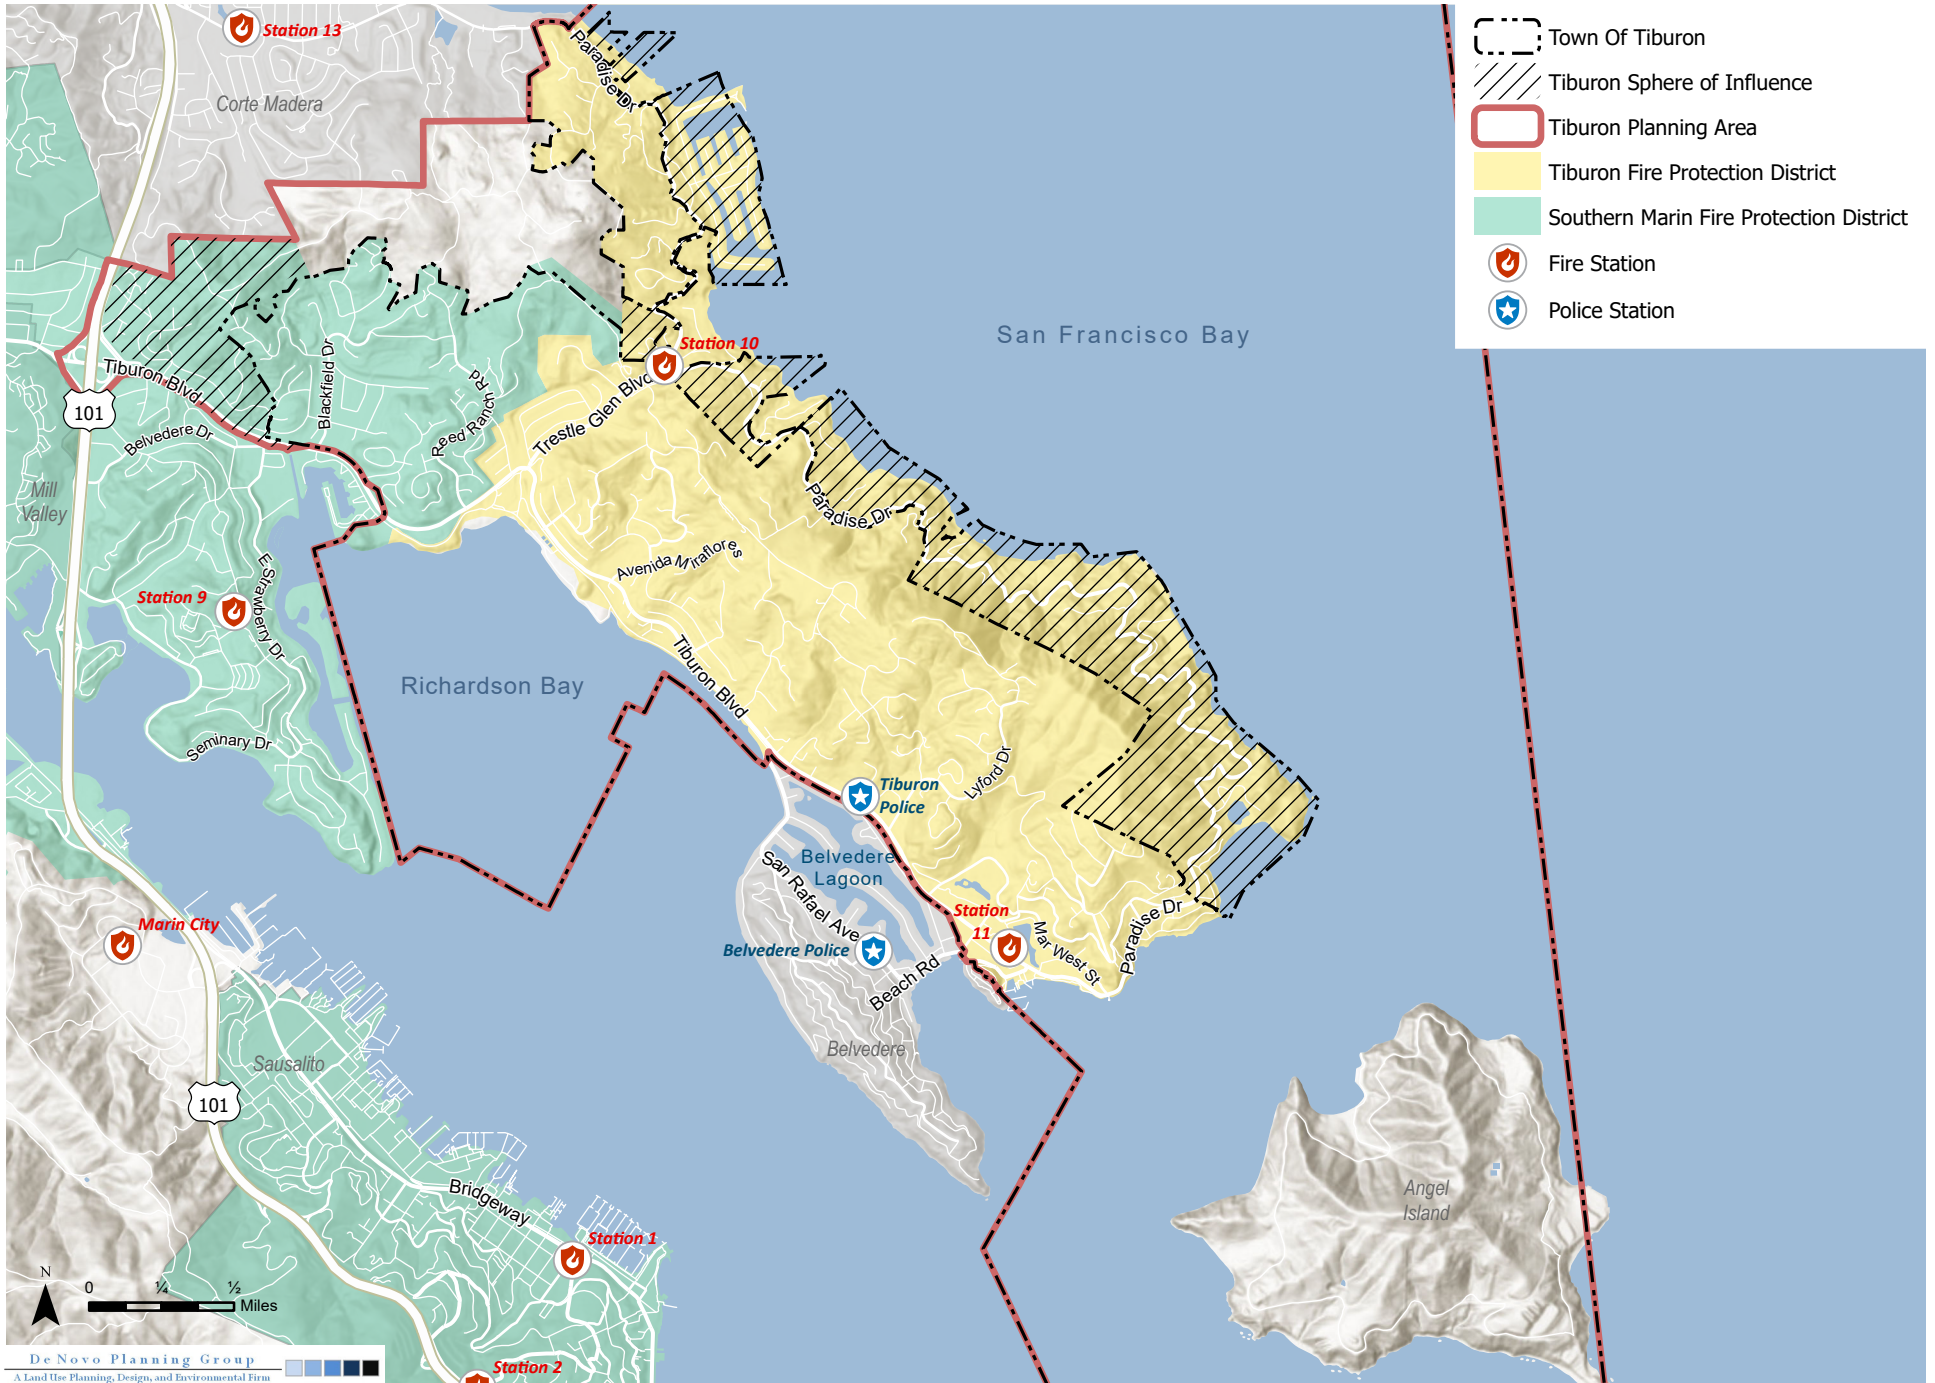 Station 13
Corte Madera
Paradise Dr
Town Of Tiburon
Tiburon Sphere of Influence
Tiburon Planning Area
Tiburon Fire Protection District
Southern Marin Fire Protection District
Fire Station
Police Station
San Francisco Bay
Station 10
Tiburon Blvd
101
Belvedere Dr
Blackfield Dr
Reed Ranch Rd
Trestle Glen Blvd
Mill
Valley
Paradise Dr
Avenida Miraflores
E Strawberry Dr
Station 9
Richardson Bay
Tiburon Blvd
Seminary Dr
Lyford Dr
Tiburon
Police
Belvedere
Lagoon
San Rafael Ave
Station
11
Mar West St
Paradise Dr
Marin City
Belvedere Police
Beach Rd
Belvedere
Sausalito
101
Angel
Island
Bridgeway
Station 1
N
0 ¼ ½
Miles
Station 2
De Novo Planning Group
A Land Use Planning, Design, and Environmental Firm